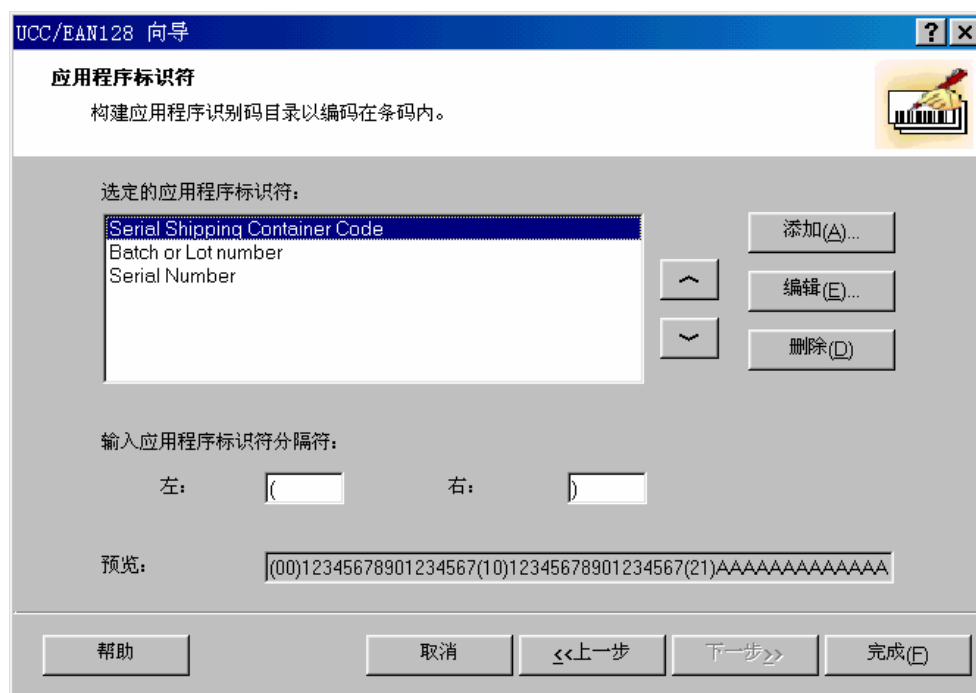 UCC/EAN128 向导
应用程序标识符
构建应用程序识别码目录以编码在条码内。
选定的应用程序标识符：
Serial Shipping Container Code
Batch or Lot number
Serial Number
添加(A)...
编辑(E)...
删除(D)
输入应用程序标识符分隔符：
左： ( 右： )
预览： (00)12345678901234567(10)12345678901234567(21)AAAAAAAAAAAAA
帮助 取消 <<上一步 下一步>> 完成(F)